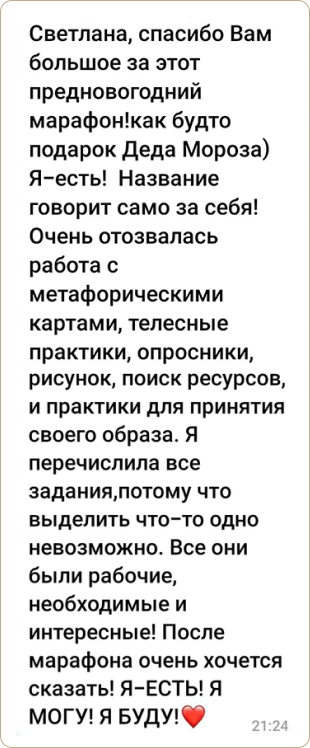 Светлана, спасибо Вам
большое за этот
предновогодний
марафон!как будто
подарок Деда Мороза)
Я-есть!  Название
говорит само за себя!
Очень отозвалась
работа с
метафорическими
картами, телесные
практики, опросники,
рисунок, поиск ресурсов,
и практики для принятия
своего образа. Я
перечислила все
задания,потому что
выделить что-то одно
невозможно. Все они
были рабочие,
необходимые и
интересные! После
марафона очень хочется
сказать! Я-ЕСТЬ! Я
МОГУ! Я БУДУ!❤️
21:24